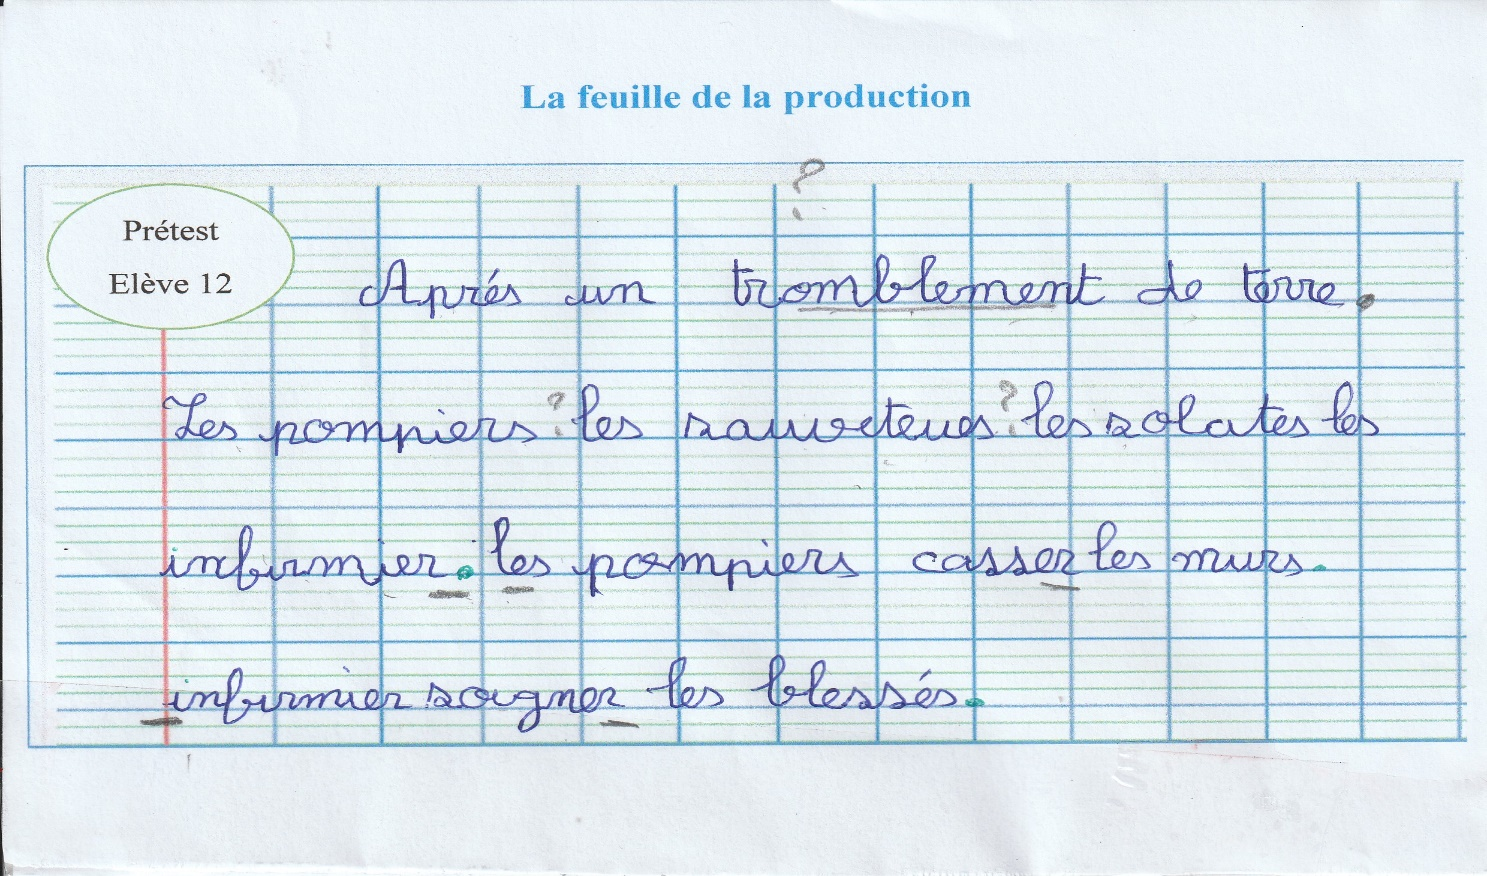 La feuille de la production
?
Prétest
Elève 12
Aprés un tromblement de terre.
Les pompiers ? les sauveteues ? les solates les
infirmier. les pompiers casser les murs.
infirmier soigner les blessés.